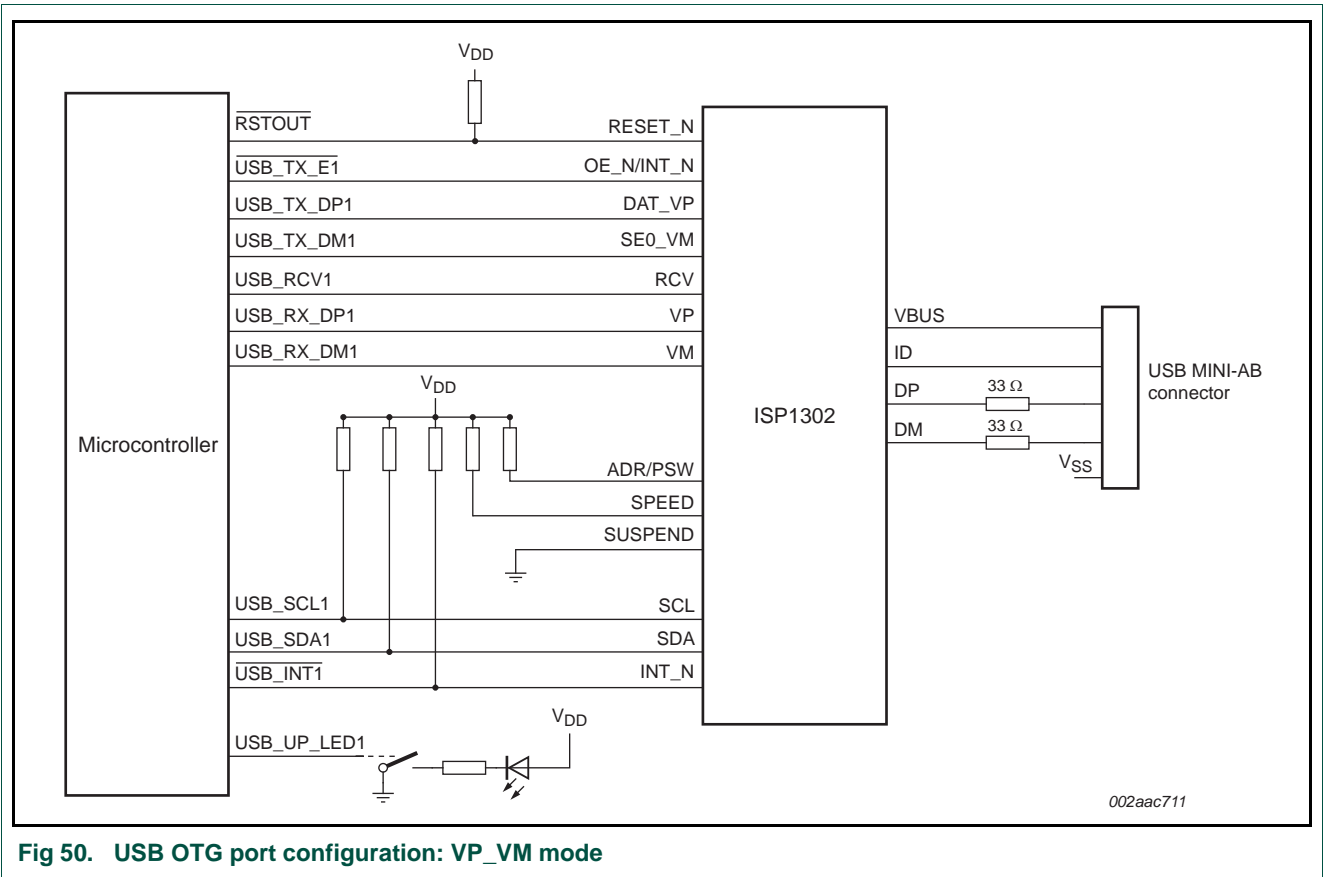 VDD
RSTOUT RESET_N
USB_TX_E1 OE_N/INT_N
USB_TX_DP1 DAT_VP
USB_TX_DM1 SE0_VM
USB_RCV1 RCV
USB_RX_DP1 VP
USB_RX_DM1 VM
VBUS
ID
DP 33 Ω
DM 33 Ω
VSS
USB MINI-AB
connector
VDD
Microcontroller
ISP1302
ADR/PSW
SPEED
SUSPEND
USB_SCL1 SCL
USB_SDA1 SDA
USB_INT1 INT_N
VDD
USB_UP_LED1
002aac711
Fig 50. USB OTG port configuration: VP_VM mode